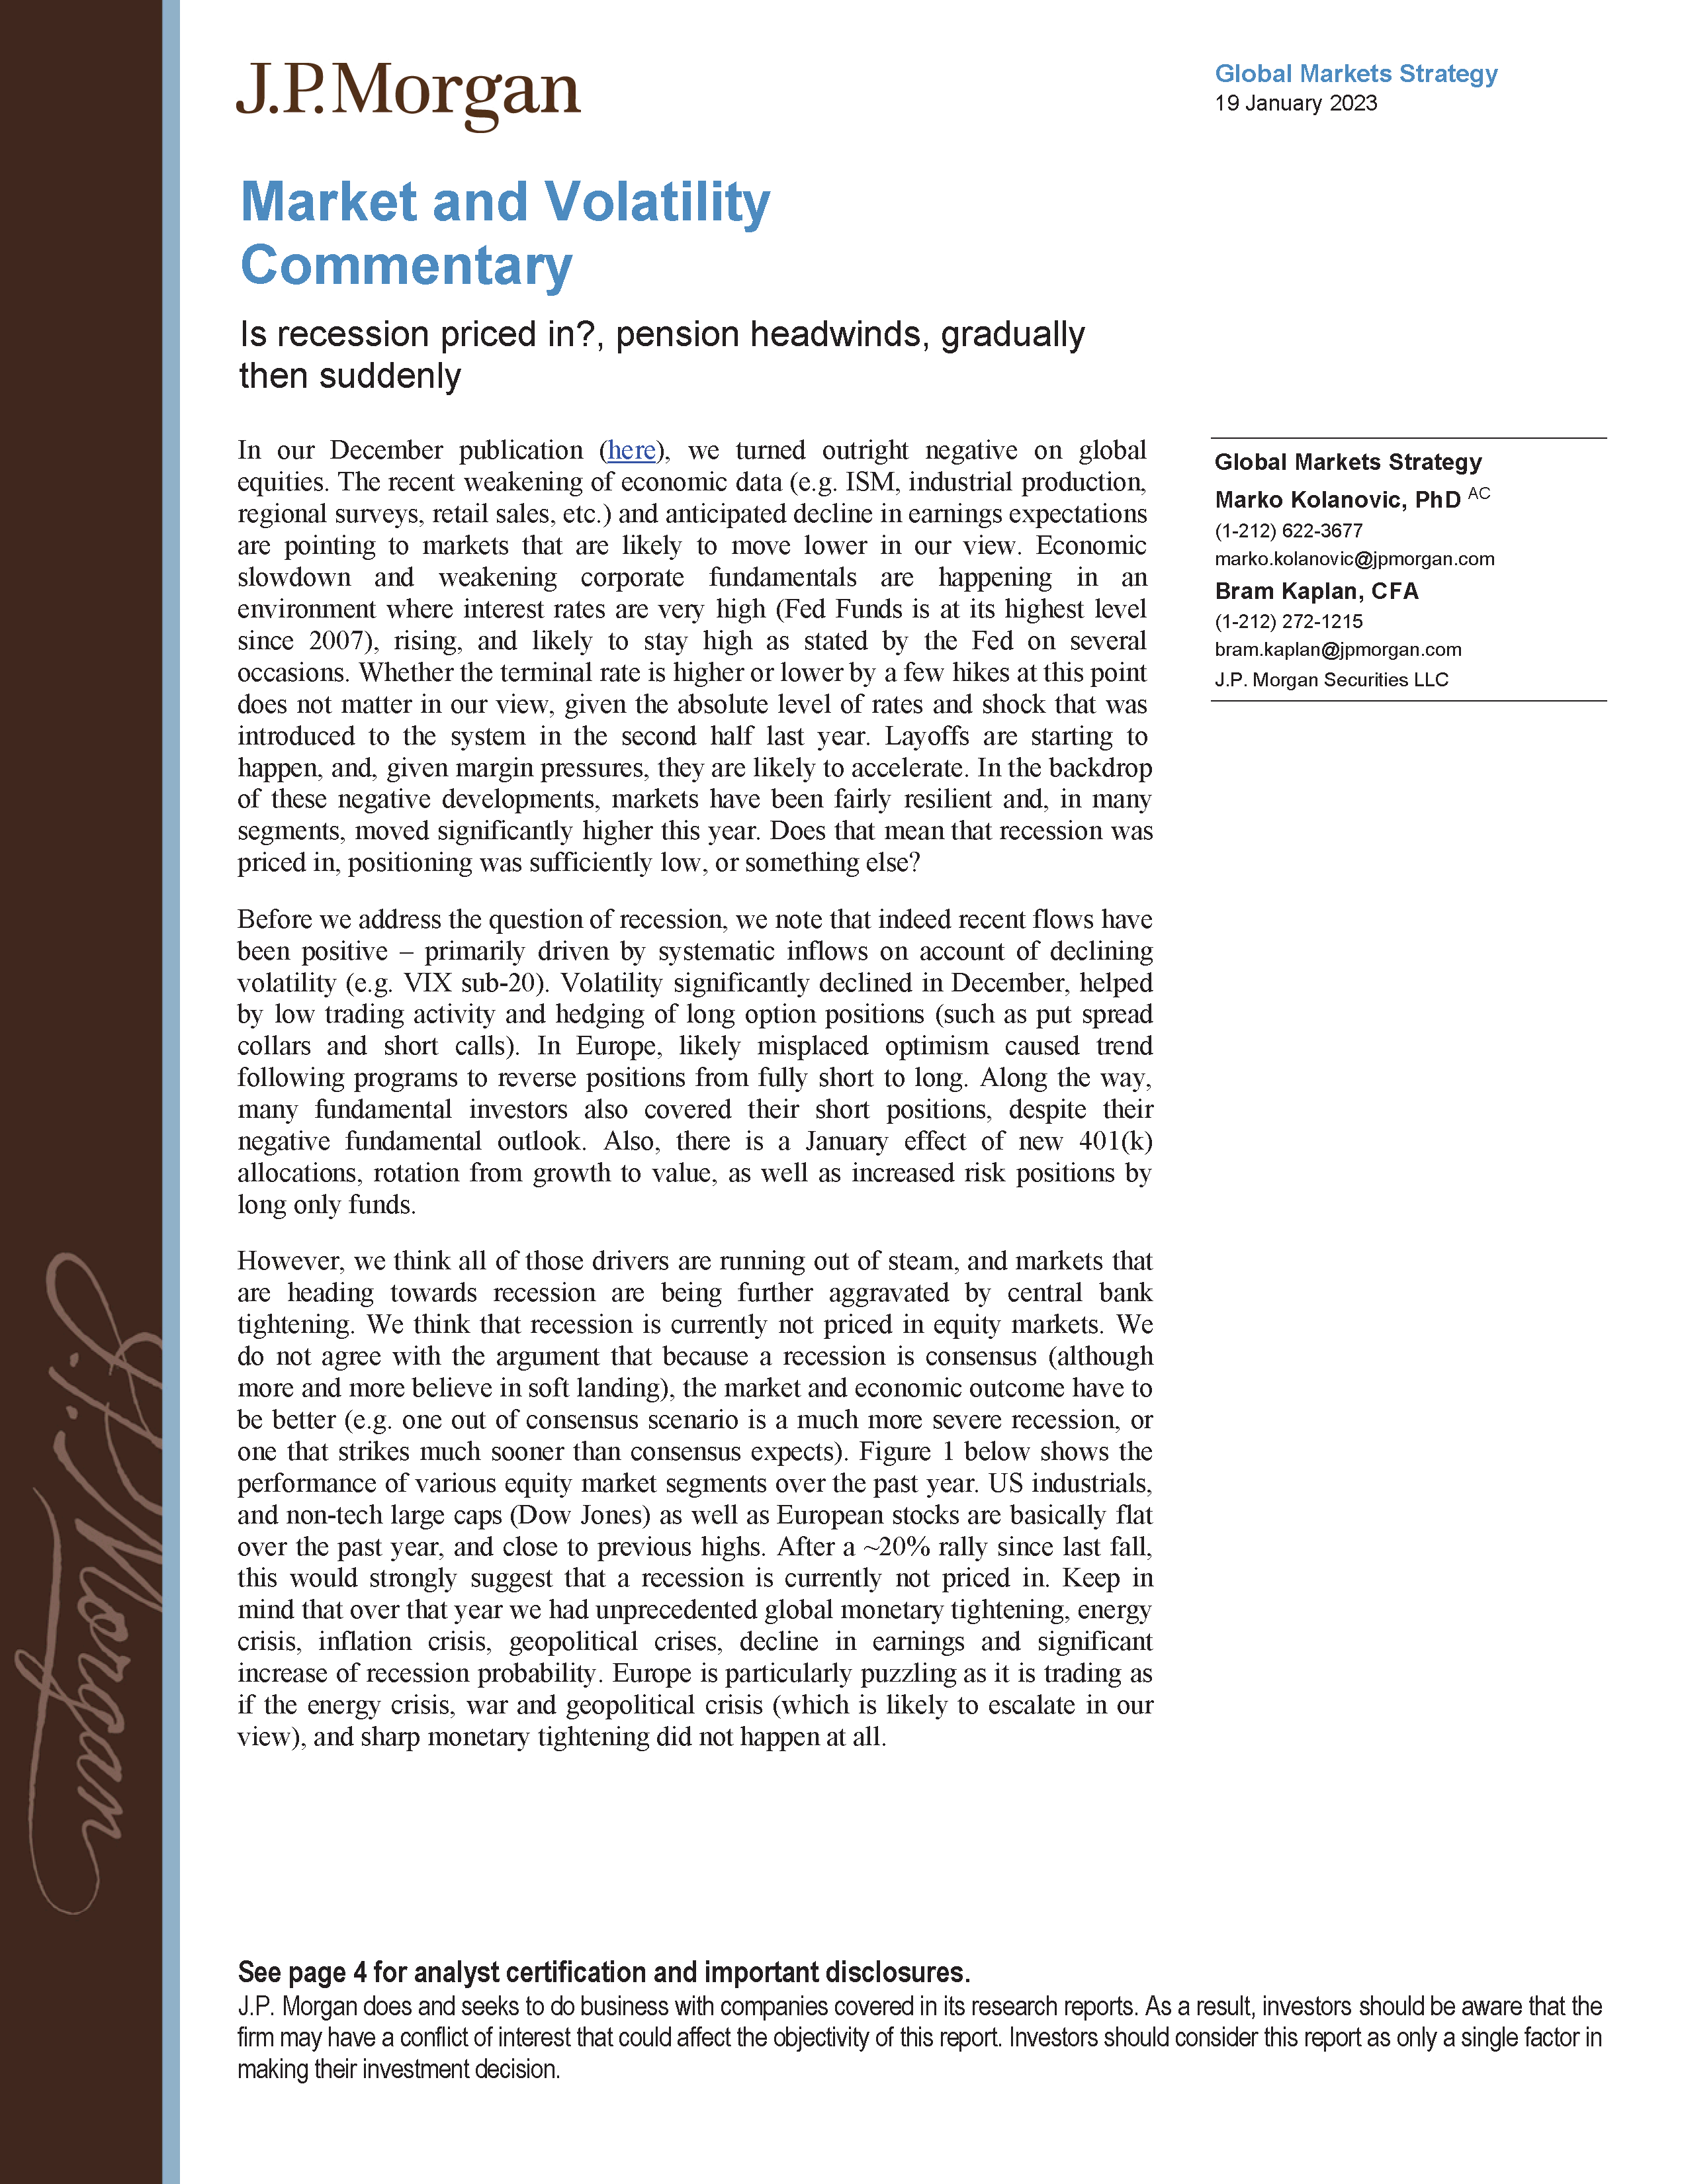 J.P.Morgan
Global Markets Strategy
19 January 2023
Market and Volatility
Commentary
Is recession priced in?, pension headwinds, gradually
then suddenly
In our December publication (here), we turned outright negative on global
equities. The recent weakening of economic data (e.g. ISM, industrial production,
regional surveys, retail sales, etc.) and anticipated decline in earnings expectations
are pointing to markets that are likely to move lower in our view. Economic
slowdown and weakening corporate fundamentals are happening in an
environment where interest rates are very high (Fed Funds is at its highest level
since 2007), rising, and likely to stay high as stated by the Fed on several
occasions. Whether the terminal rate is higher or lower by a few hikes at this point
does not matter in our view, given the absolute level of rates and shock that was
introduced to the system in the second half last year. Layoffs are starting to
happen, and, given margin pressures, they are likely to accelerate. In the backdrop
of these negative developments, markets have been fairly resilient and, in many
segments, moved significantly higher this year. Does that mean that recession was
priced in, positioning was sufficiently low, or something else?
Before we address the question of recession, we note that indeed recent flows have
been positive – primarily driven by systematic inflows on account of declining
volatility (e.g. VIX sub-20). Volatility significantly declined in December, helped
by low trading activity and hedging of long option positions (such as put spread
collars and short calls). In Europe, likely misplaced optimism caused trend
following programs to reverse positions from fully short to long. Along the way,
many fundamental investors also covered their short positions, despite their
negative fundamental outlook. Also, there is a January effect of new 401(k)
allocations, rotation from growth to value, as well as increased risk positions by
long only funds.
However, we think all of those drivers are running out of steam, and markets that
are heading towards recession are being further aggravated by central bank
tightening. We think that recession is currently not priced in equity markets. We
do not agree with the argument that because a recession is consensus (although
more and more believe in soft landing), the market and economic outcome have to
be better (e.g. one out of consensus scenario is a much more severe recession, or
one that strikes much sooner than consensus expects). Figure 1 below shows the
performance of various equity market segments over the past year. US industrials,
and non-tech large caps (Dow Jones) as well as European stocks are basically flat
over the past year, and close to previous highs. After a ~20% rally since last fall,
this would strongly suggest that a recession is currently not priced in. Keep in
mind that over that year we had unprecedented global monetary tightening, energy
crisis, inflation crisis, geopolitical crises, decline in earnings and significant
increase of recession probability. Europe is particularly puzzling as it is trading as
if the energy crisis, war and geopolitical crisis (which is likely to escalate in our
view), and sharp monetary tightening did not happen at all.
Global Markets Strategy
Marko Kolanovic, PhD AC
(1-212) 622-3677
marko.kolanovic@jpmorgan.com
Bram Kaplan, CFA
(1-212) 272-1215
bram.kaplan@jpmorgan.com
J.P. Morgan Securities LLC
J.P. Morgan
See page 4 for analyst certification and important disclosures.
J.P. Morgan does and seeks to do business with companies covered in its research reports. As a result, investors should be aware that the
firm may have a conflict of interest that could affect the objectivity of this report. Investors should consider this report as only a single factor in
making their investment decision.